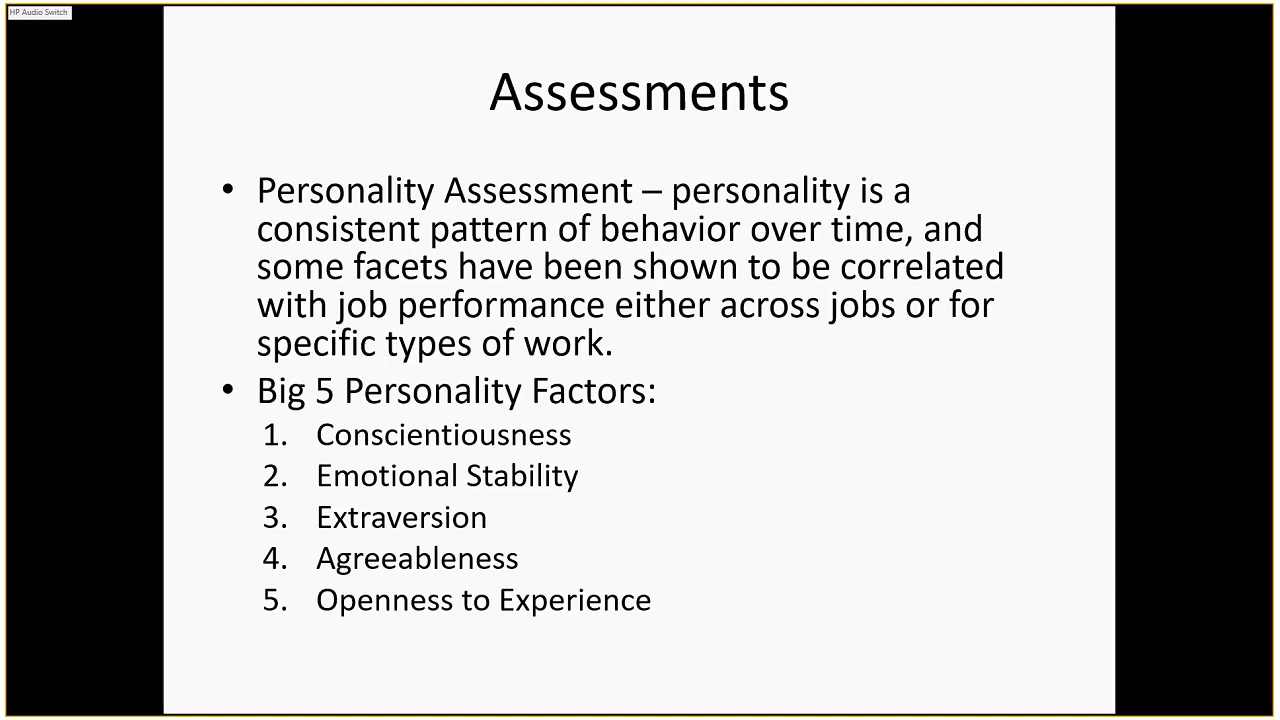 HP Audio Switch
Assessments
• Personality Assessment – personality is a
consistent pattern of behavior over time, and
some facets have been shown to be correlated
with job performance either across jobs or for
specific types of work.
• Big 5 Personality Factors:
1. Conscientiousness
2. Emotional Stability
3. Extraversion
4. Agreeableness
5. Openness to Experience